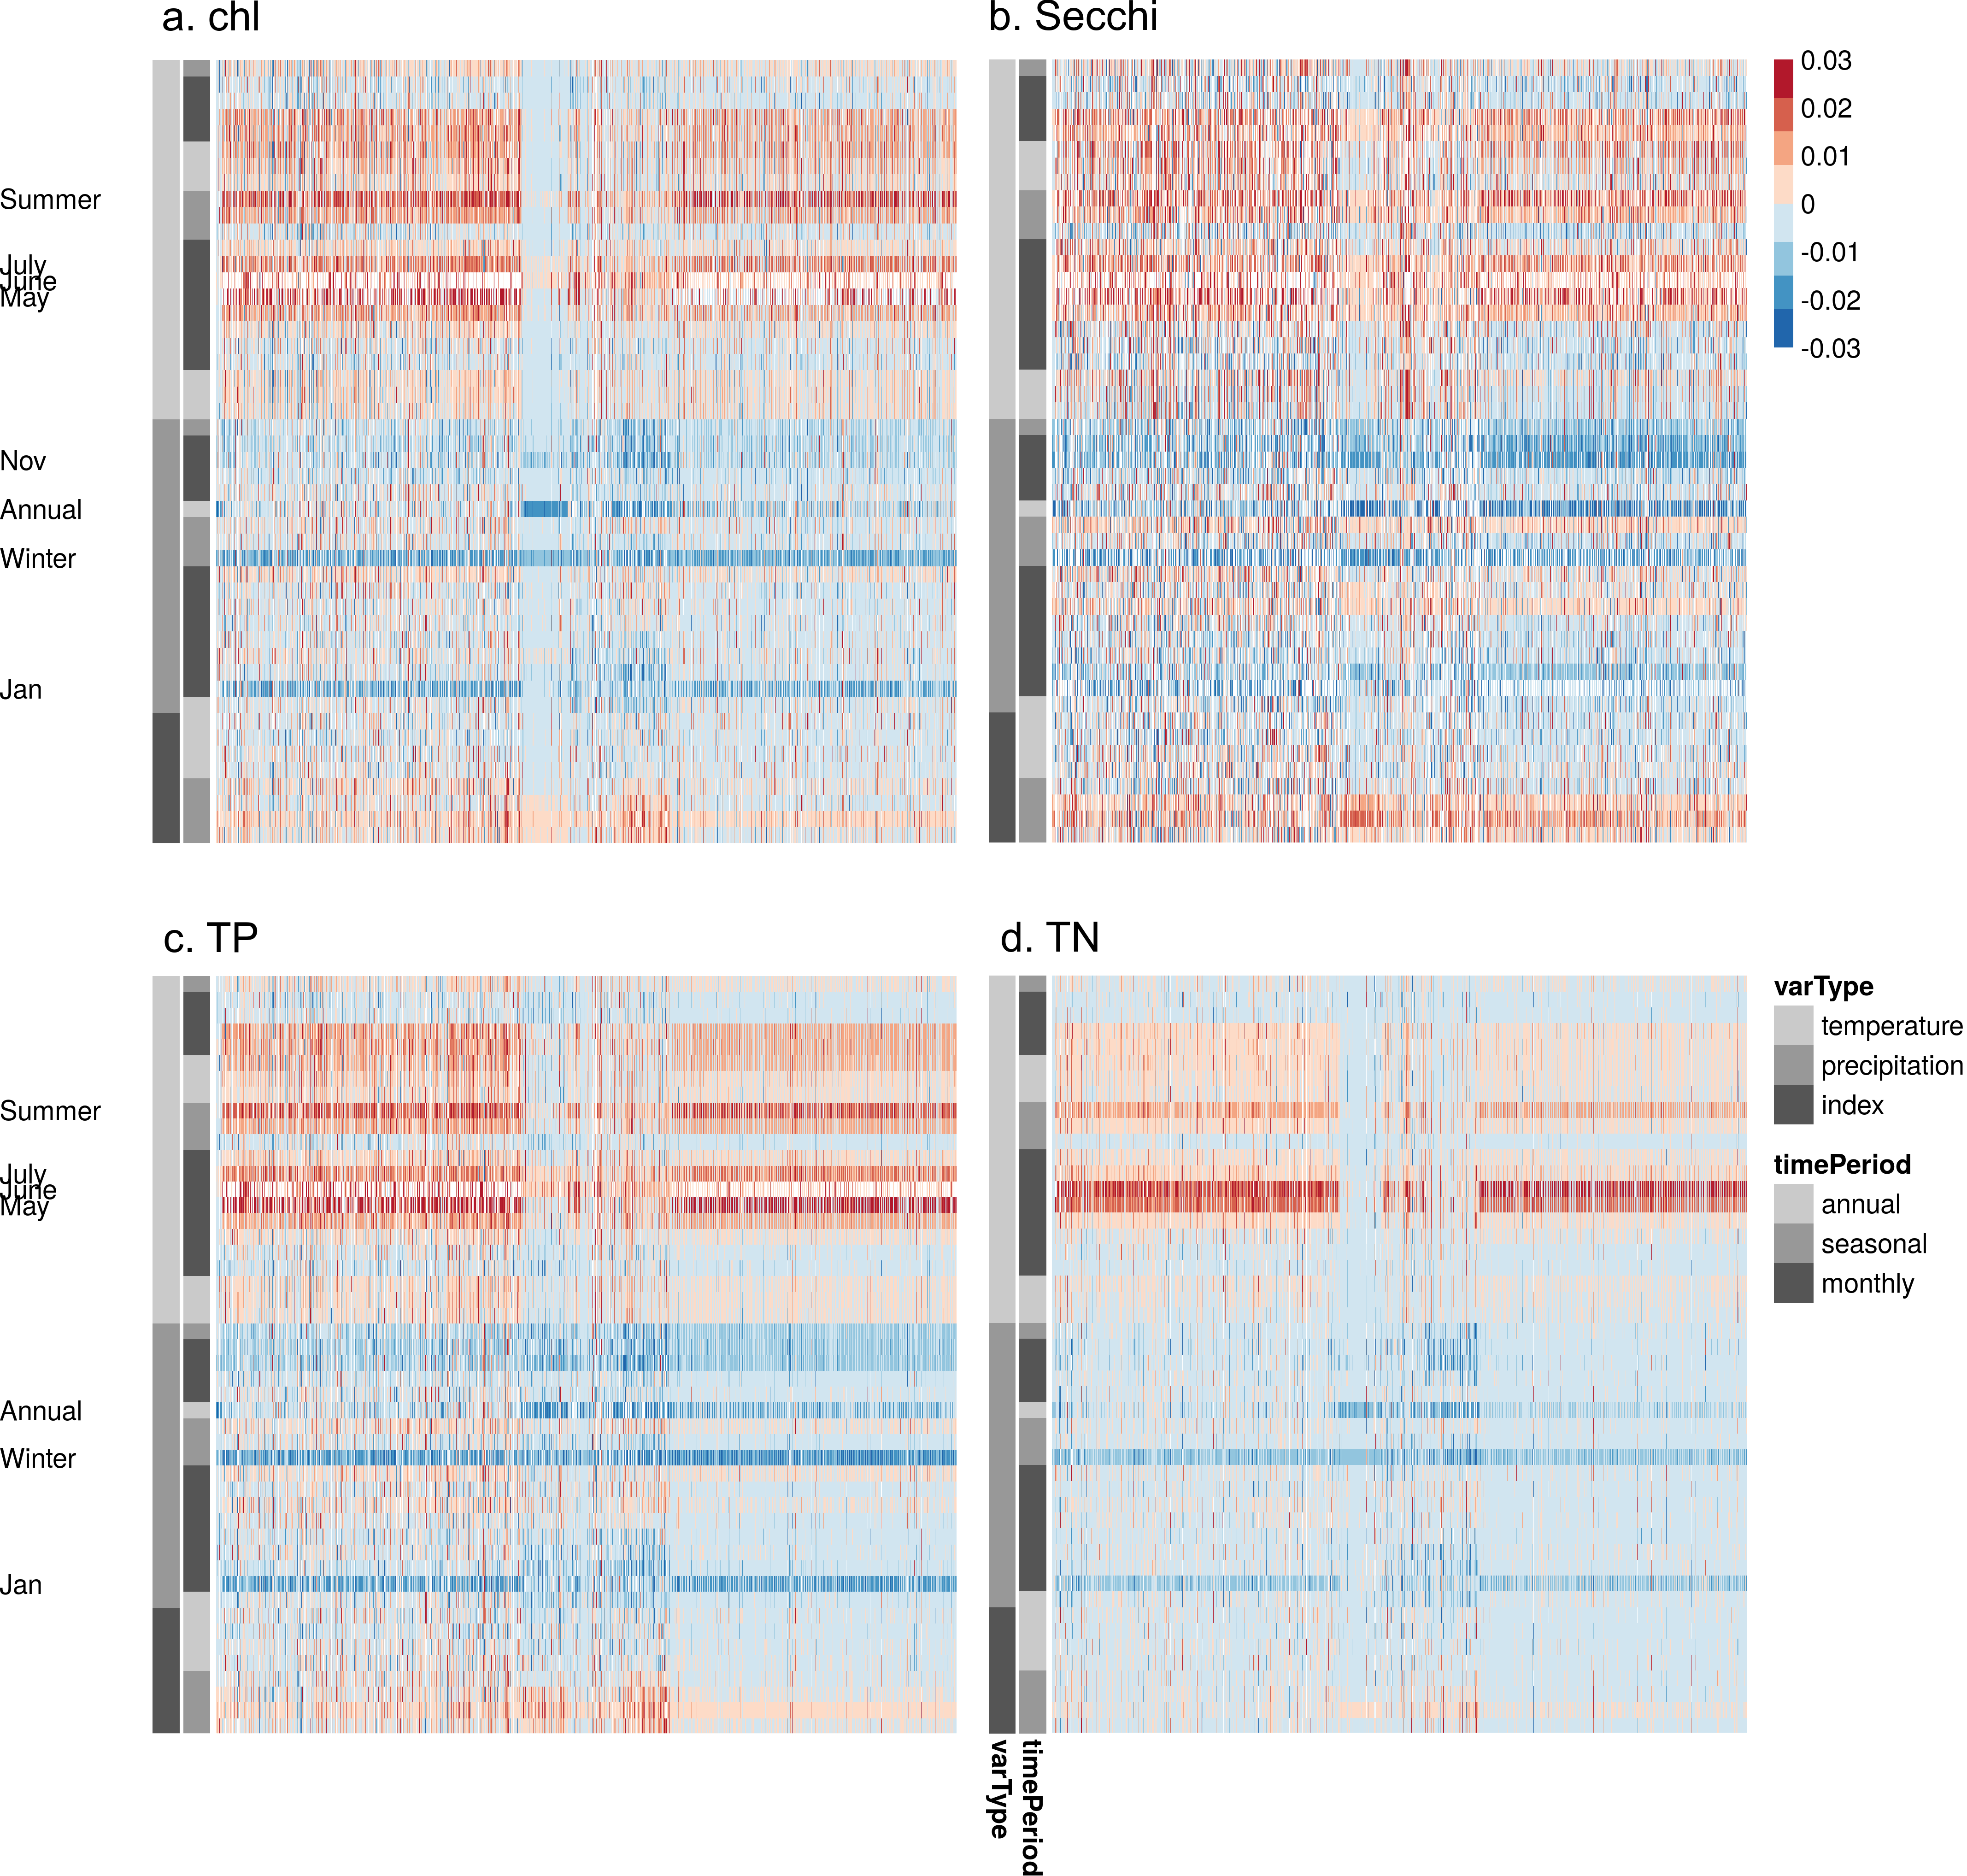 a. chl
b. Secchi
0.03
0.02
0.01
0
-0.01
-0.02
-0.03
Summer
July
June
May
Nov
Annual
Winter
Jan
c. TP
d. TN
Summer
July
June
May
Annual
Winter
Jan
varType
temperature
precipitation
index
timePeriod
annual
seasonal
monthly
varType
timePeriod